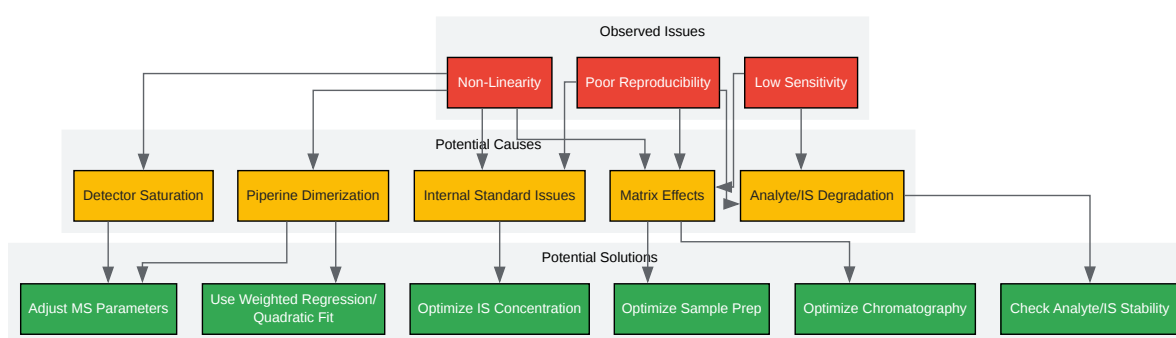 Observed Issues
Non-Linearity
Poor Reproducibility
Low Sensitivity
Potential Causes
Detector Saturation
Piperine Dimerization
Internal Standard Issues
Matrix Effects
Analyte/IS Degradation
Potential Solutions
Adjust MS Parameters
Use Weighted Regression/
Quadratic Fit
Optimize IS Concentration
Optimize Sample Prep
Optimize Chromatography
Check Analyte/IS Stability